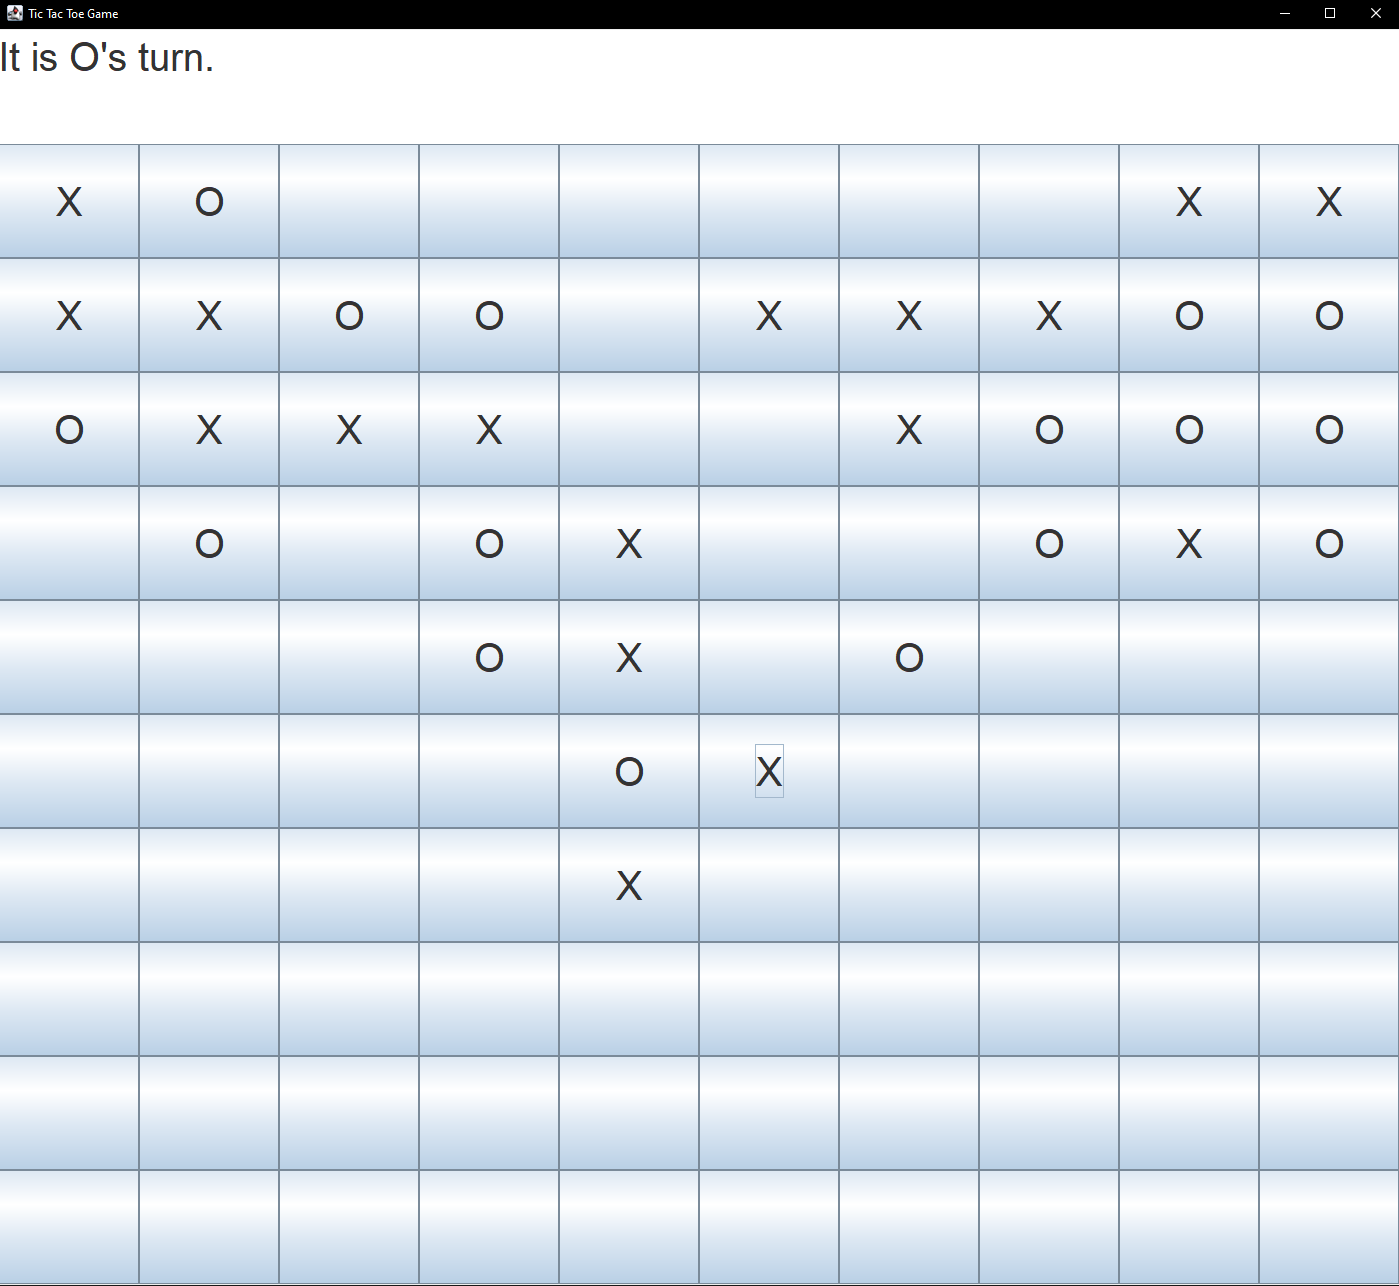 Tic Tac Toe Game
It is O's turn.
X O X X
X X O O X X X O O
O X X X X O O O
O O X O X O
O X O
O X
X